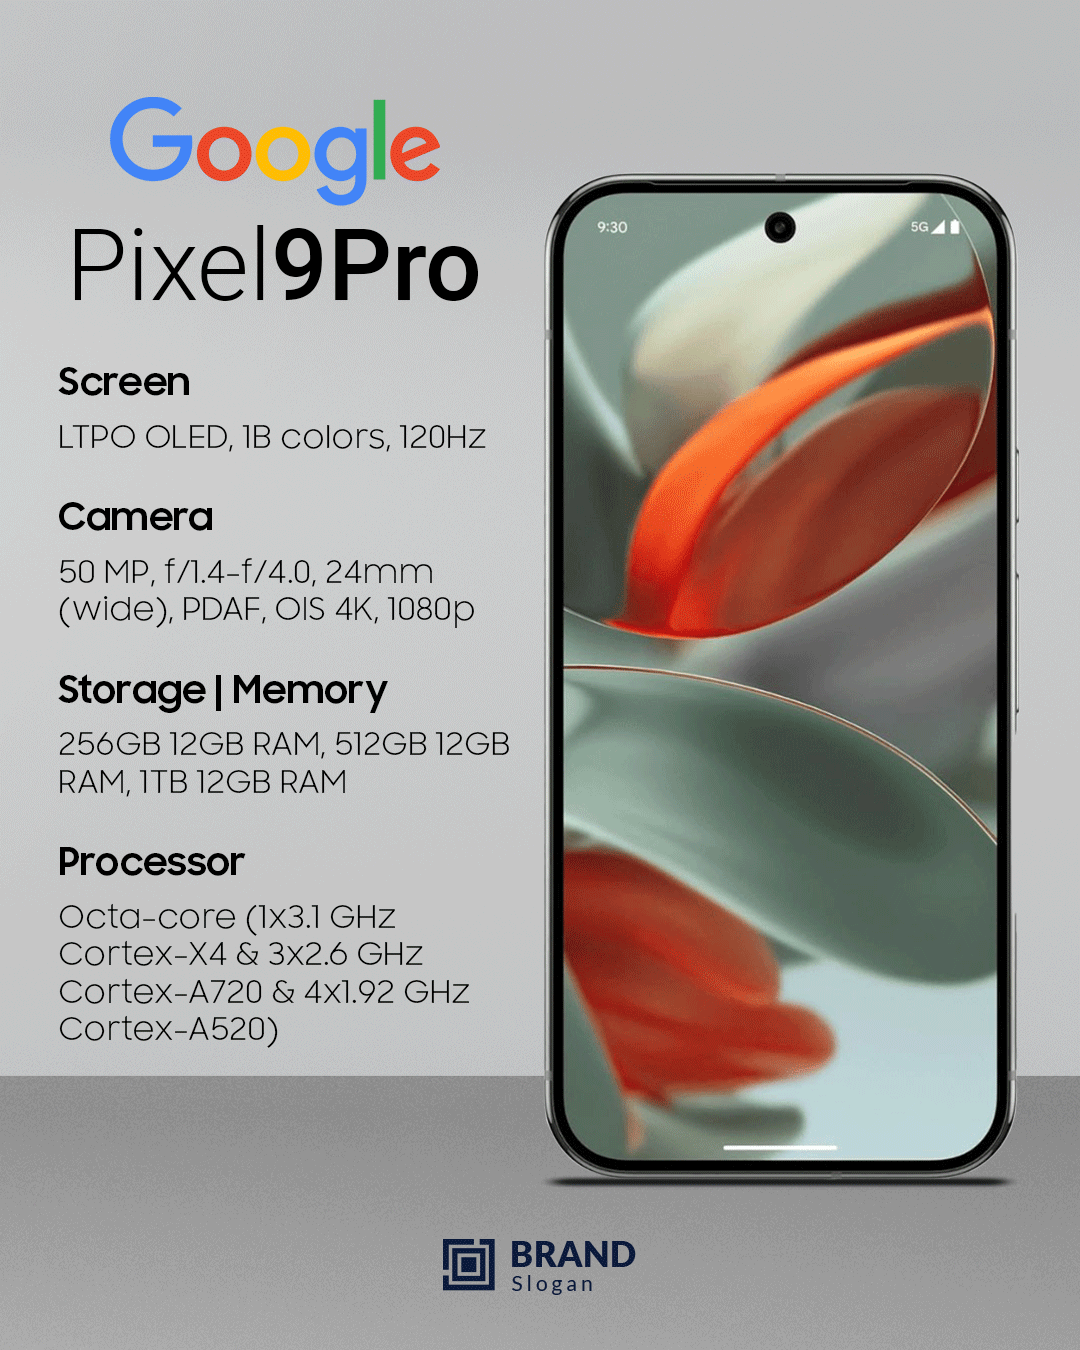 Google
Pixel9Pro
9:30
5G
Screen
LTPO OLED, 1B colors, 120Hz
Camera
50 MP, f/1.4-f/4.0, 24mm
(wide), PDAF, OIS 4K, 1080p
Storage | Memory
256GB 12GB RAM, 512GB 12GB
RAM, 1TB 12GB RAM
Processor
Octa-core (1x3.1 GHz
Cortex-X4 & 3x2.6 GHz
Cortex-A720 & 4x1.92 GHz
Cortex-A520)
BRAND
Slogan